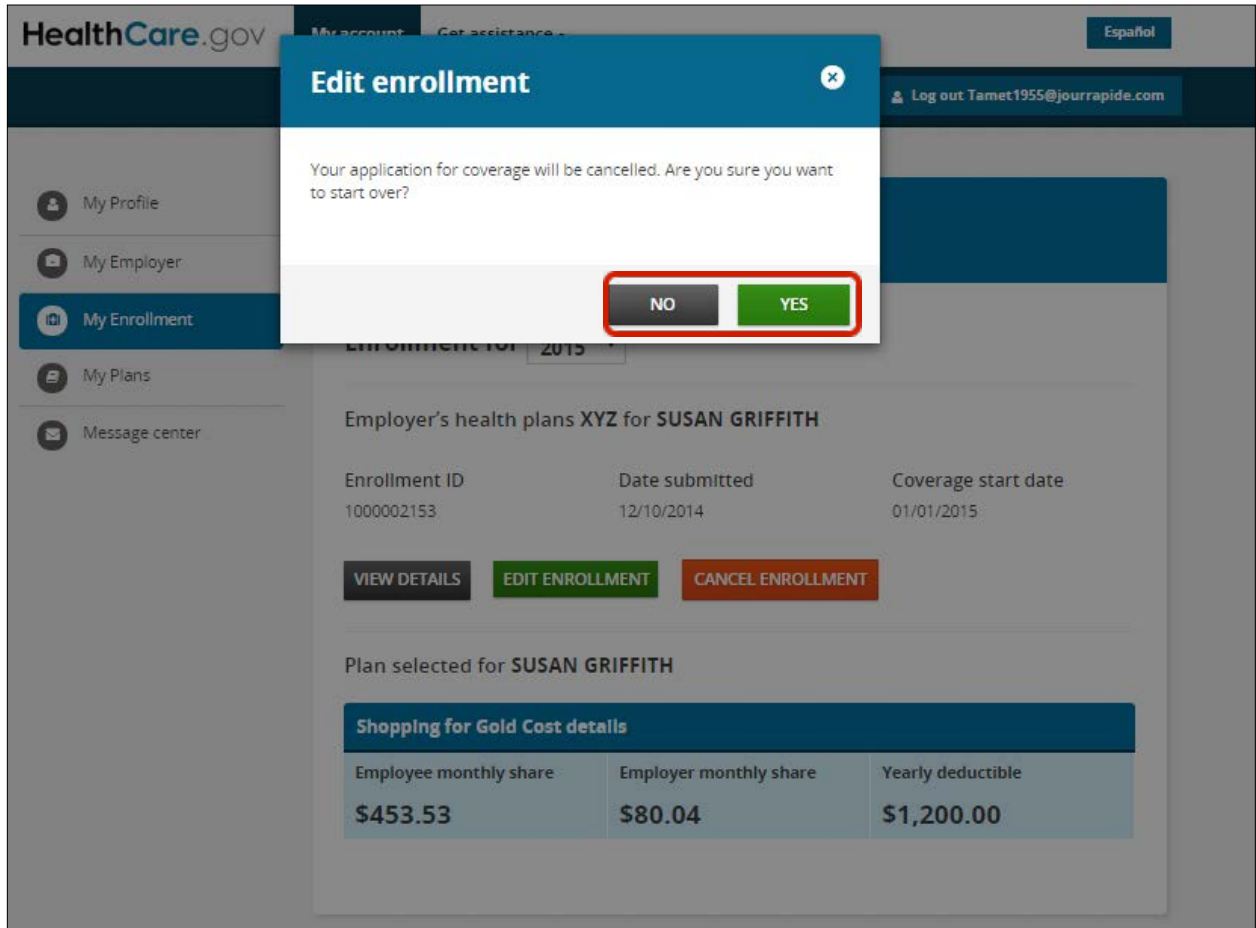 HealthCare.gov
My account Get assistance
Español
Log out Tamet1955@jourrapide.com
Edit enrollment
Your application for coverage will be cancelled. Are you sure you want
to start over?
NO YES
My Profile
My Employer
My Enrollment
My Plans
Message center
Enrollment for 2015
Employer's health plans XYZ for SUSAN GRIFFITH
Enrollment ID Date submitted Coverage start date
1000002153 12/10/2014 01/01/2015
VIEW DETAILS EDIT ENROLLMENT CANCEL ENROLLMENT
Plan selected for SUSAN GRIFFITH
Shopping for Gold Cost details
Employee monthly share Employer monthly share Yearly deductible
$453.53 $80.04 $1,200.00